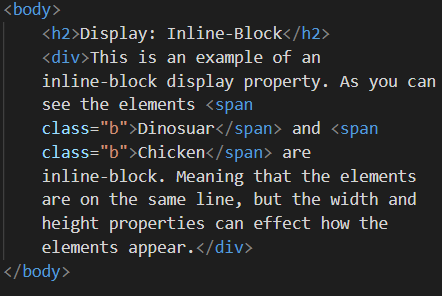 <body>
<h2>Display: Inline-Block</h2>
<div>This is an example of an
inline-block display property. As you can
see the elements <span
class="b">Dinosuar</span> and <span
class="b">Chicken</span> are
inline-block. Meaning that the elements
are on the same line, but the width and
height properties can effect how the
elements appear.</div>
</body>